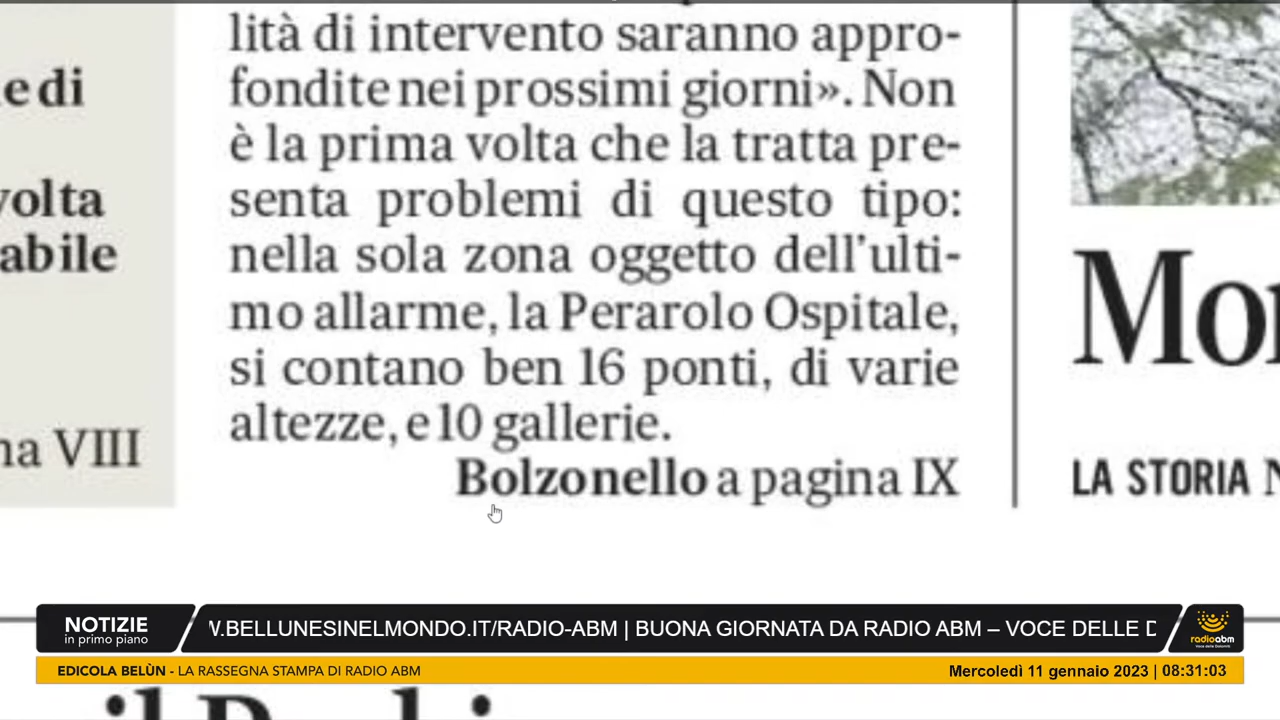 lità di intervento saranno appro-
fondite nei prossimi giorni». Non
è la prima volta che la tratta pre-
senta problemi di questo tipo:
nella sola zona oggetto dell'ulti-
mo allarme, la Perarolo Ospitale,
si contano ben 16 ponti, di varie
altezze, e 10 gallerie.
Bolzonello a pagina IX
e di
volta
abile
na VIII
Mor
LA STORIA N
NOTIZIE
in primo piano
W.BELLUNESINELMONDO.IT/RADIO-ABM | BUONA GIORNATA DA RADIO ABM – VOCE DELLE D
radioabm
Voce delle Dolomiti
EDICOLA BELÙN - LA RASSEGNA STAMPA DI RADIO ABM
Mercoledì 11 gennaio 2023 | 08:31:03